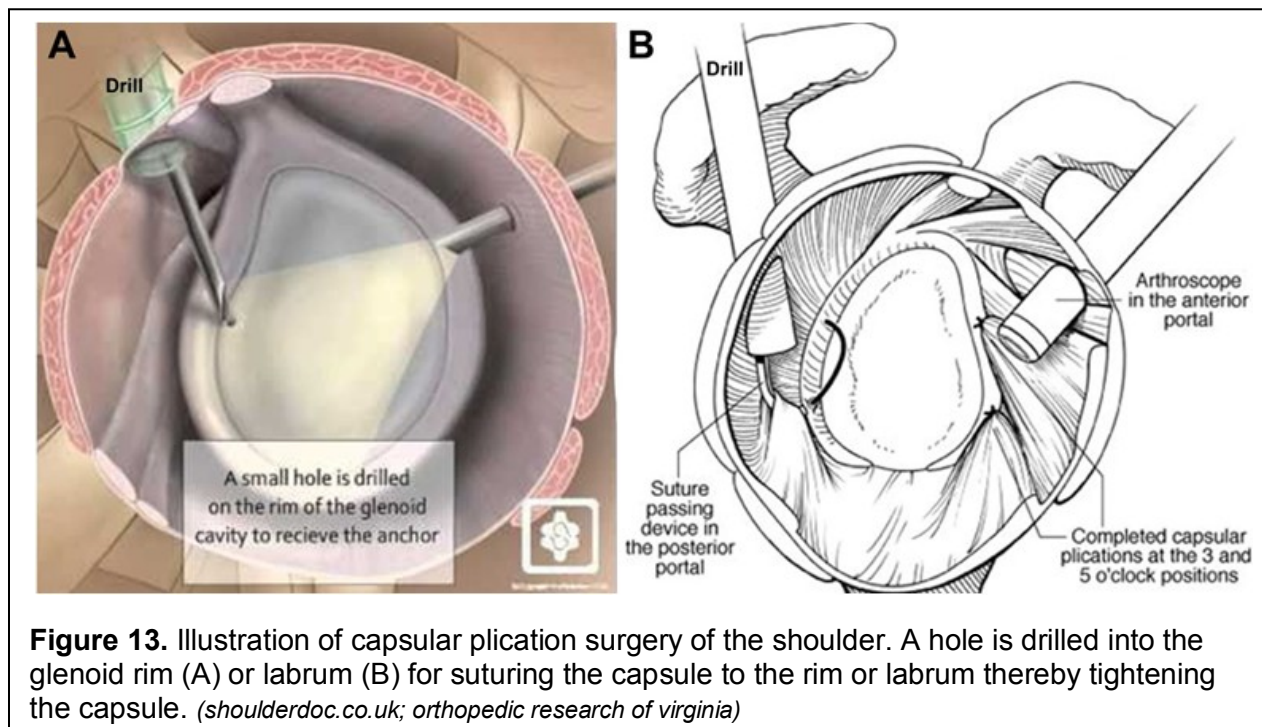 A
Drill
A small hole is drilled
on the rim of the glenoid
cavity to recieve the anchor
B
Drill
Arthroscope
in the anterior
portal
Suture
passing
device in
the posterior
portal
Completed capsular
plications at the 3 and
5 o'clock positions
Figure 13. Illustration of capsular plication surgery of the shoulder. A hole is drilled into the
glenoid rim (A) or labrum (B) for suturing the capsule to the rim or labrum thereby tightening
the capsule. (shoulderdoc.co.uk; orthopedic research of virginia)